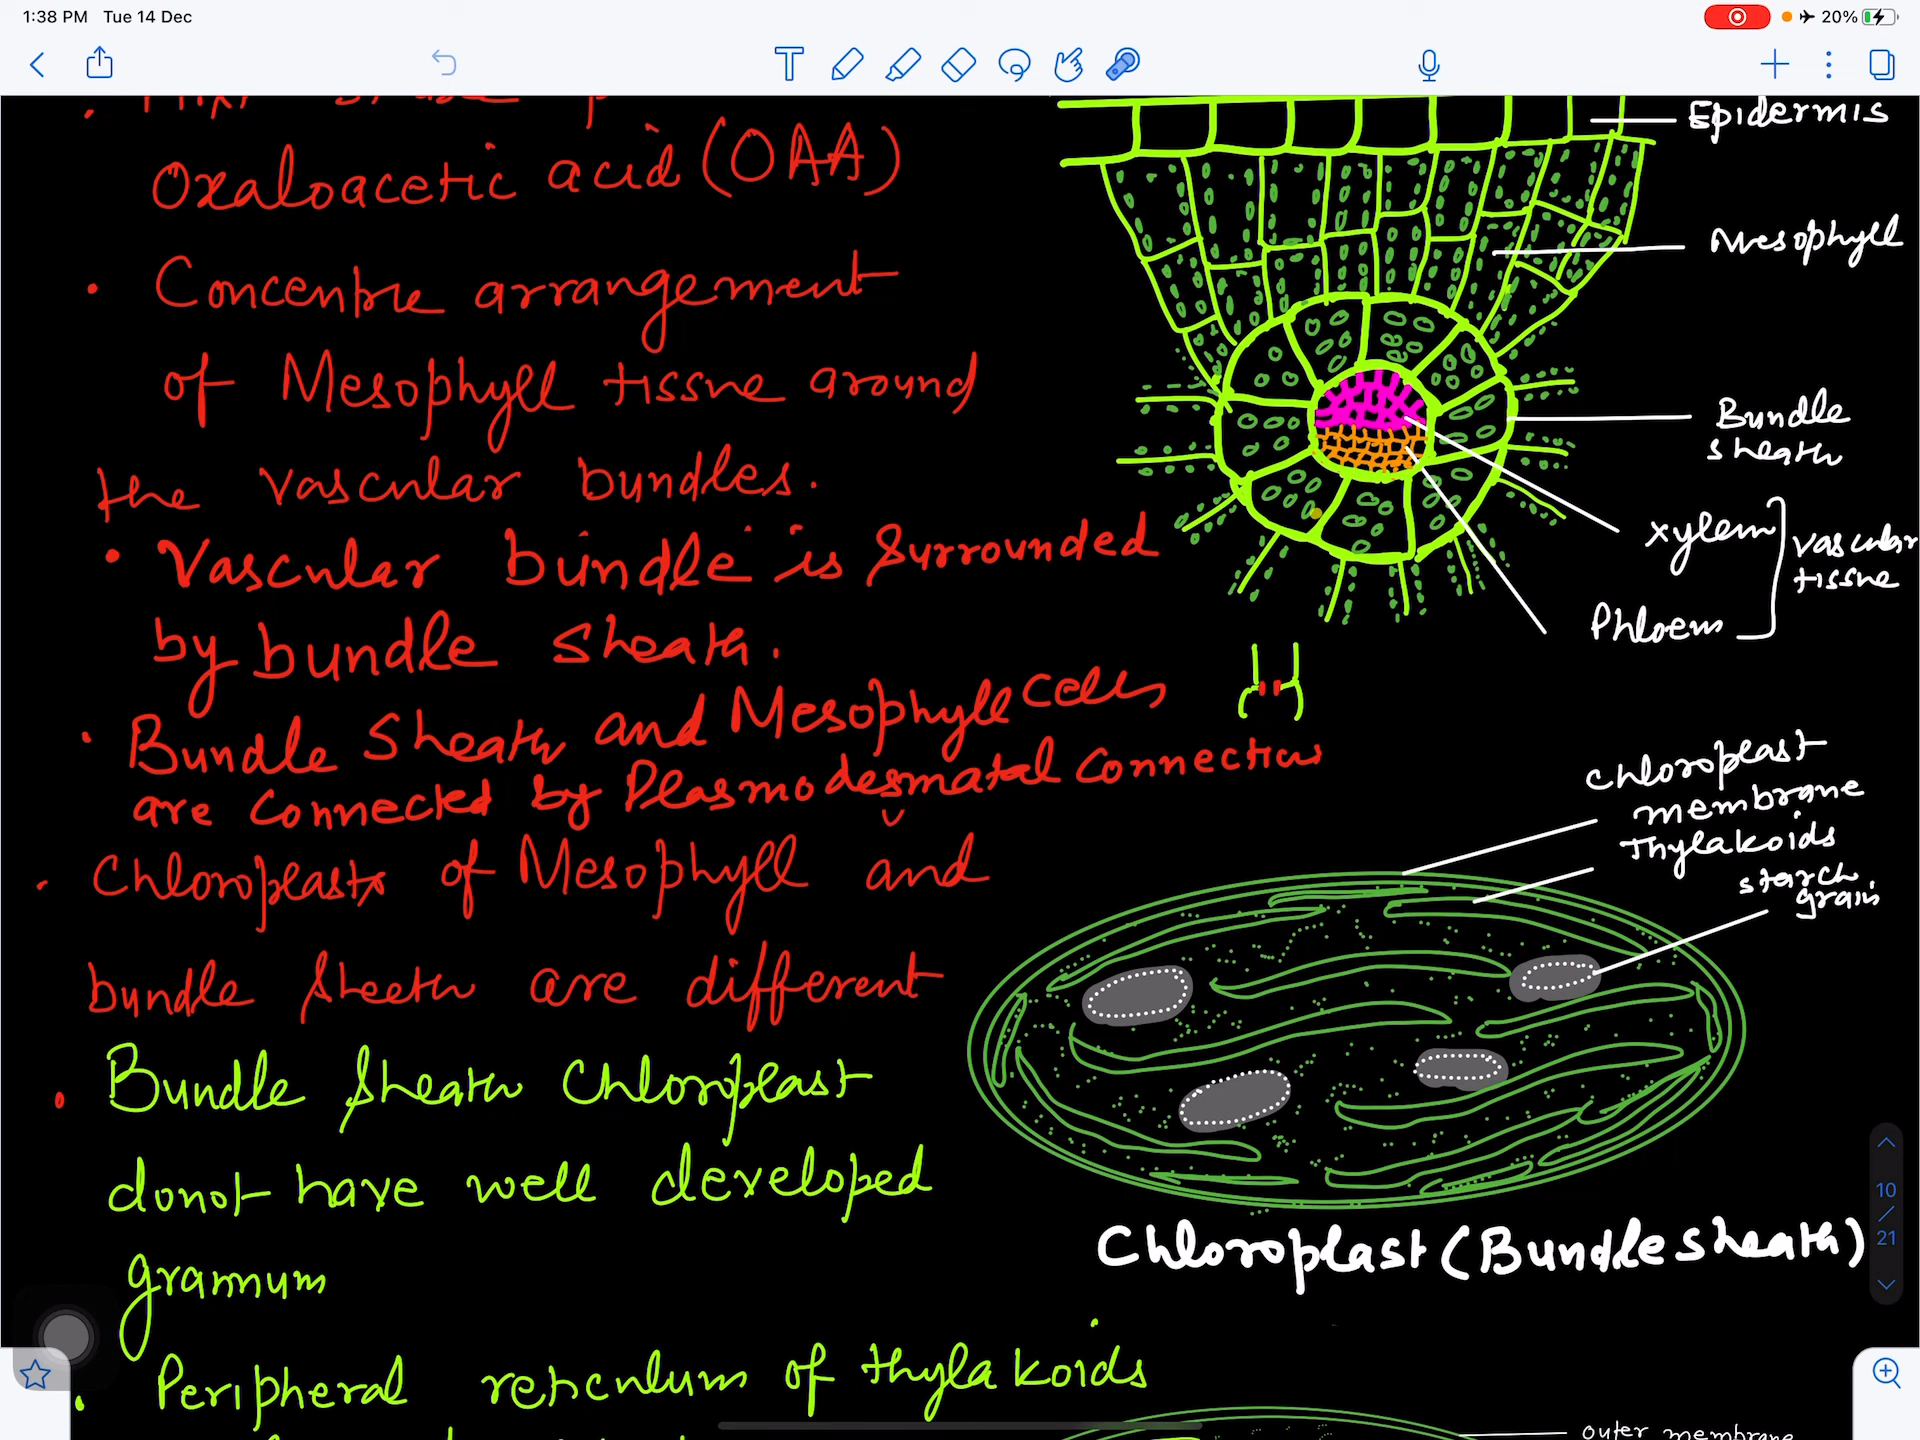 1:38 PM Tue 14 Dec
20%
Oxaloacetic acid (OAA)
• Concentric arrangement
of Mesophyll tissue around
the vascular bundles.
• Vascular bundle is surrounded
by bundle sheath.
• Bundle Sheath and Mesophyll Cells
are connected by Plasmodesmatal Connections
• Chloroplasts of Mesophyll and
bundle sheeth are different
• Bundle sheath Chloroplast
donot have well developed
grannum
• Peripheral reticulum of thylakoids
Epidermis
Mesophyll
Bundle
sheath
xylem
Phloem
vascular
tissue
chloroplast
membrane
Thylakoids
starch
grain
Chloroplast (Bundle sheath)
10
/
21
outer membrane